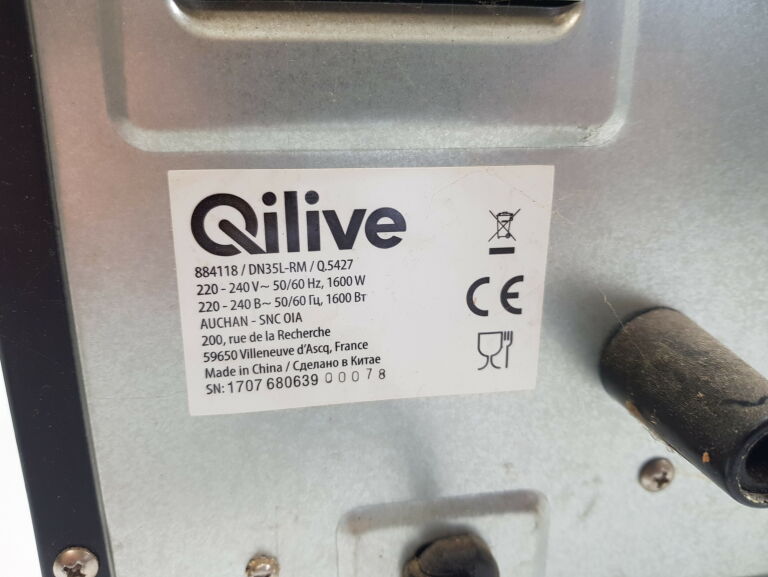 Qilive
884118 / DN35L-RM / Q.5427
220 - 240 V~ 50/60 Hz, 1600 W
220 - 240 В~ 50/60 Гц, 1600 Вт
AUCHAN - SNC OIA
200, rue de la Recherche
59650 Villeneuve d'Ascq, France
Made in China / Сделано в Китае
SN: 1707 680639 00078
CE